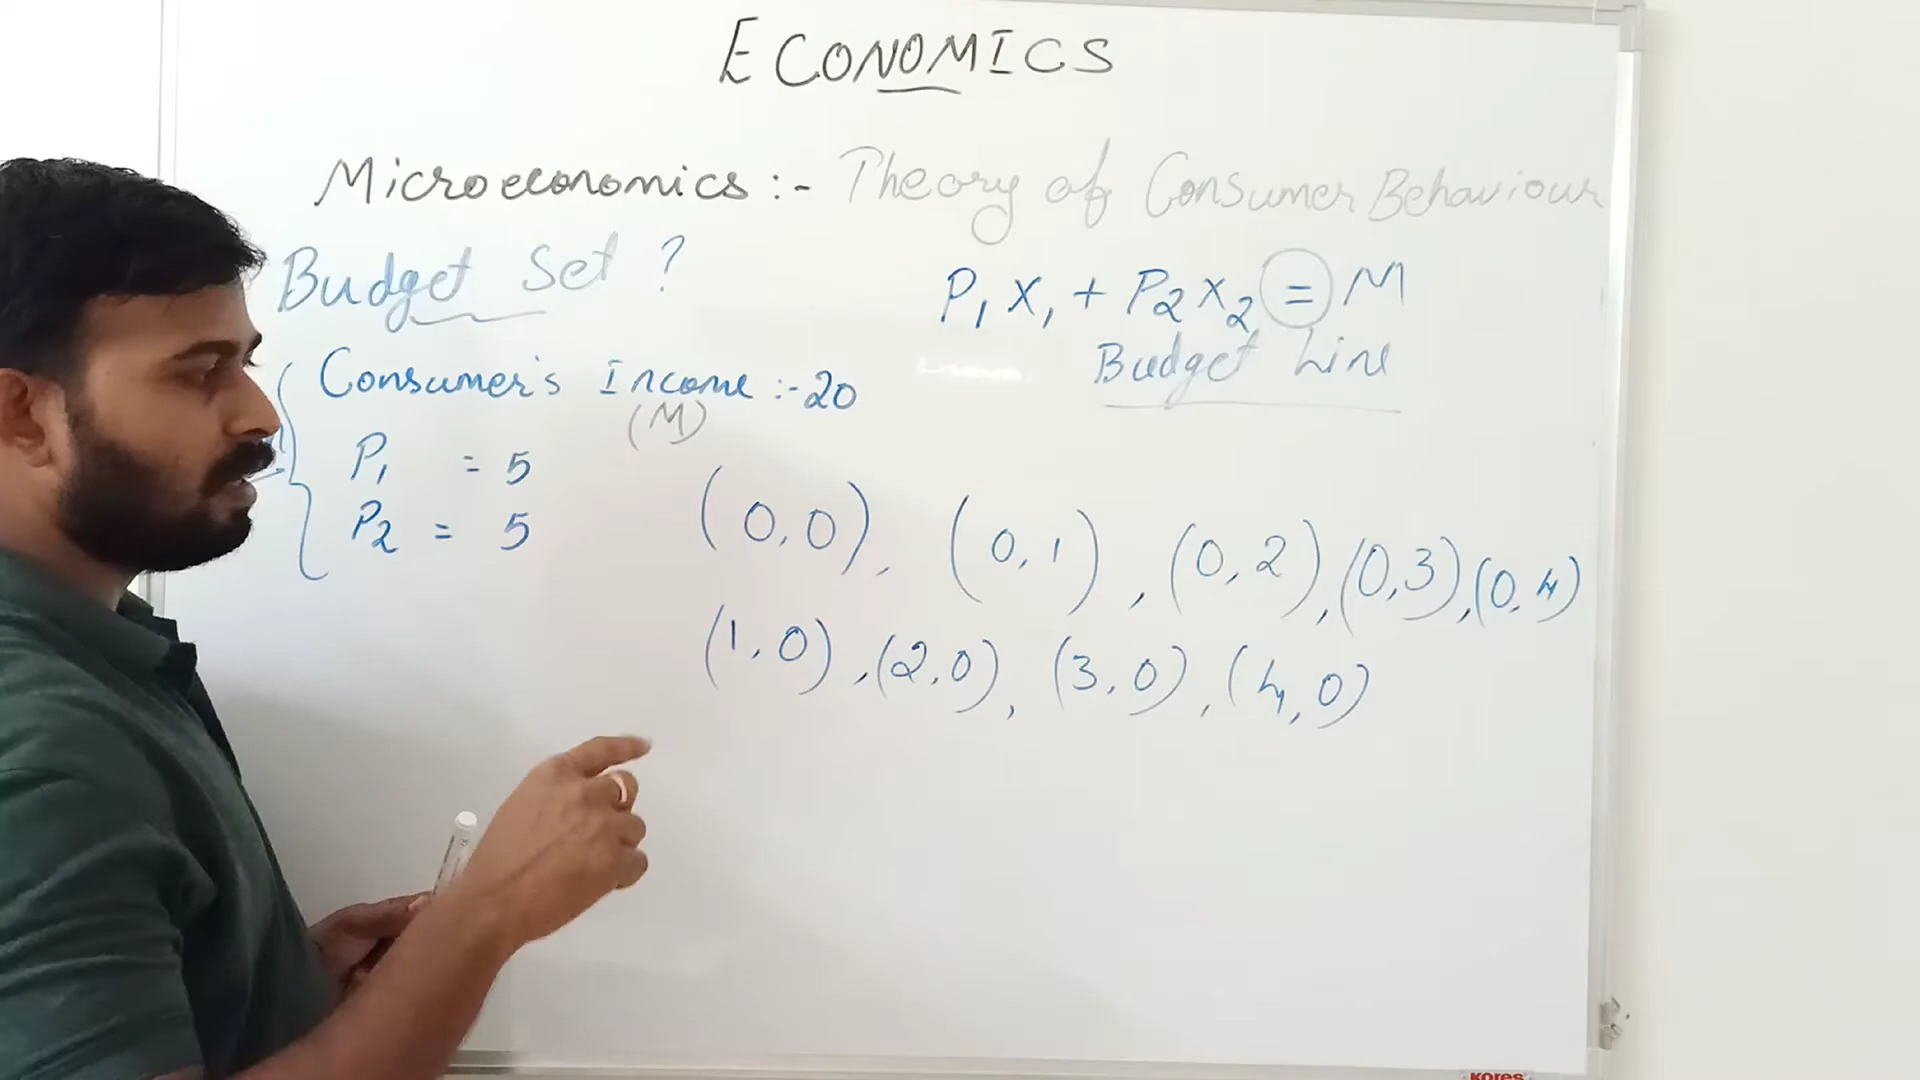 ECONOMICS
Microeconomics :- Theory of Consumer Behaviour
Budget Set ?
P₁ X₁ + P₂ X₂ = M
Budget Line
Consumer's Income :- 20
(M)
P₁ = 5
P₂ = 5
(0,0), (0,1), (0,2), (0,3), (0,4)
(1,0), (2,0), (3,0), (4,0)
kores